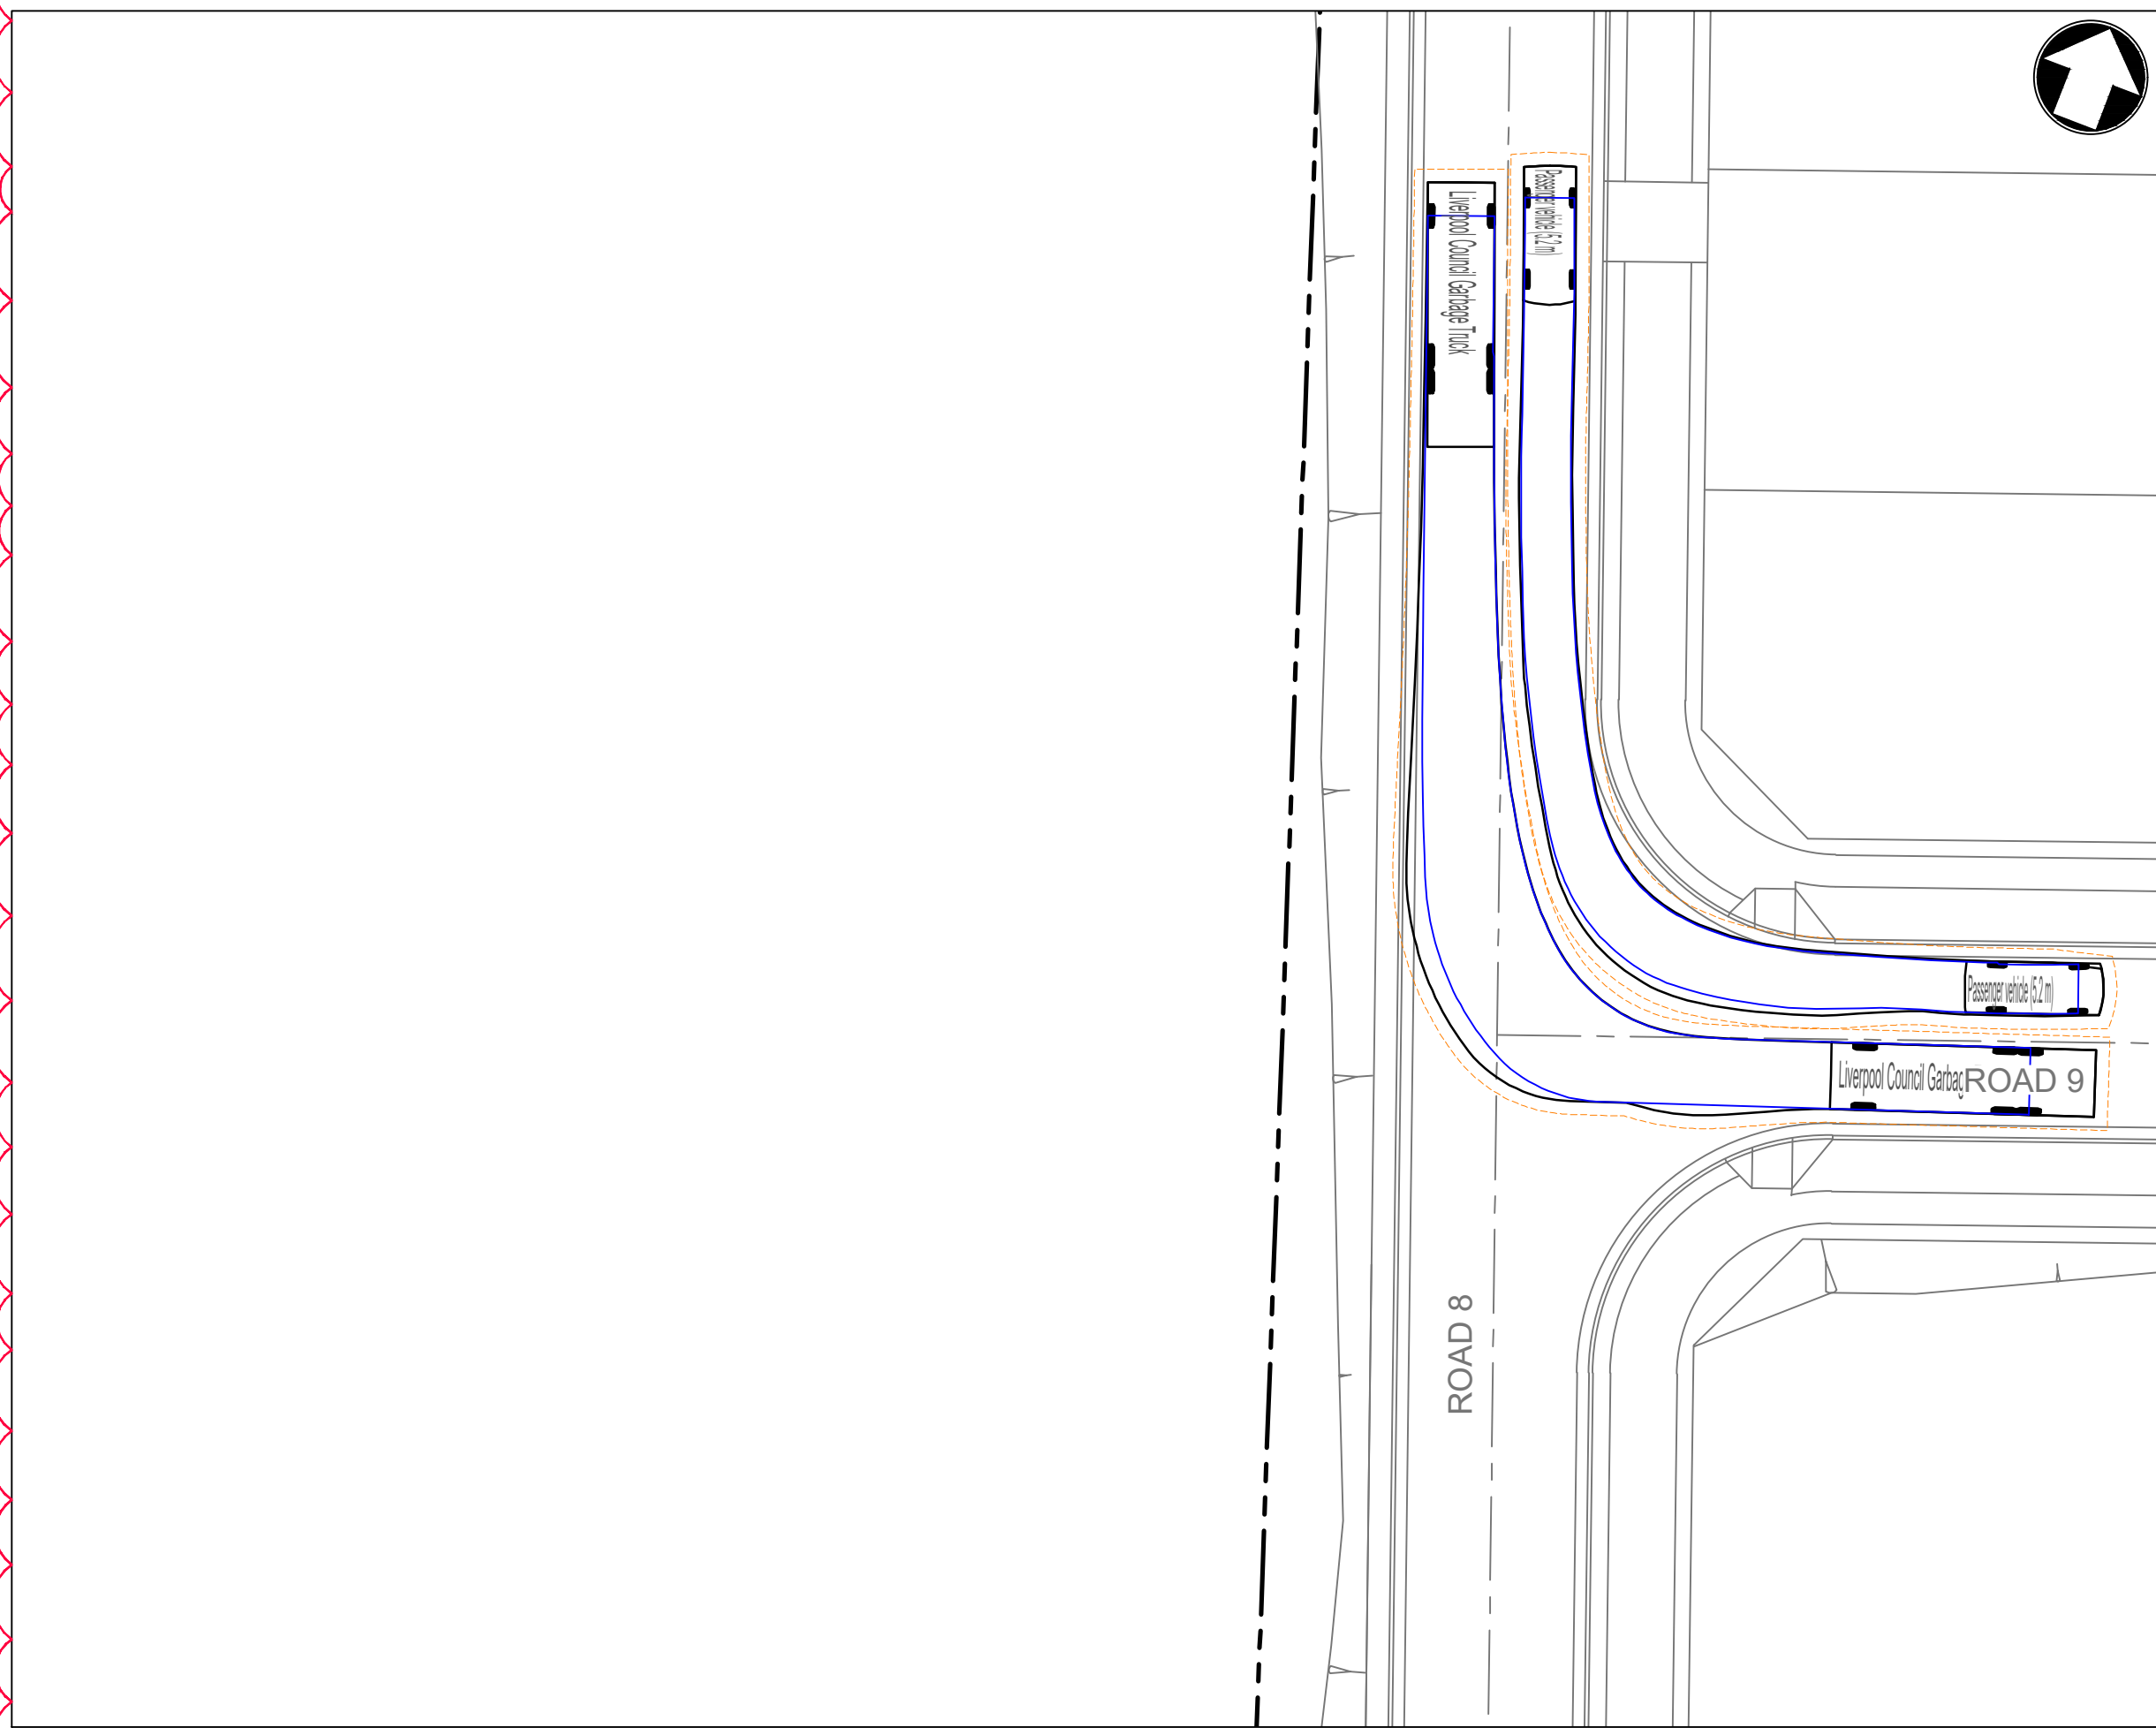 Liverpool Council Garbage Truck
Passenger vehicle (5.2 m)
Passenger vehicle (5.2 m)
Liverpool Council Garbag
ROAD 9
ROAD 8